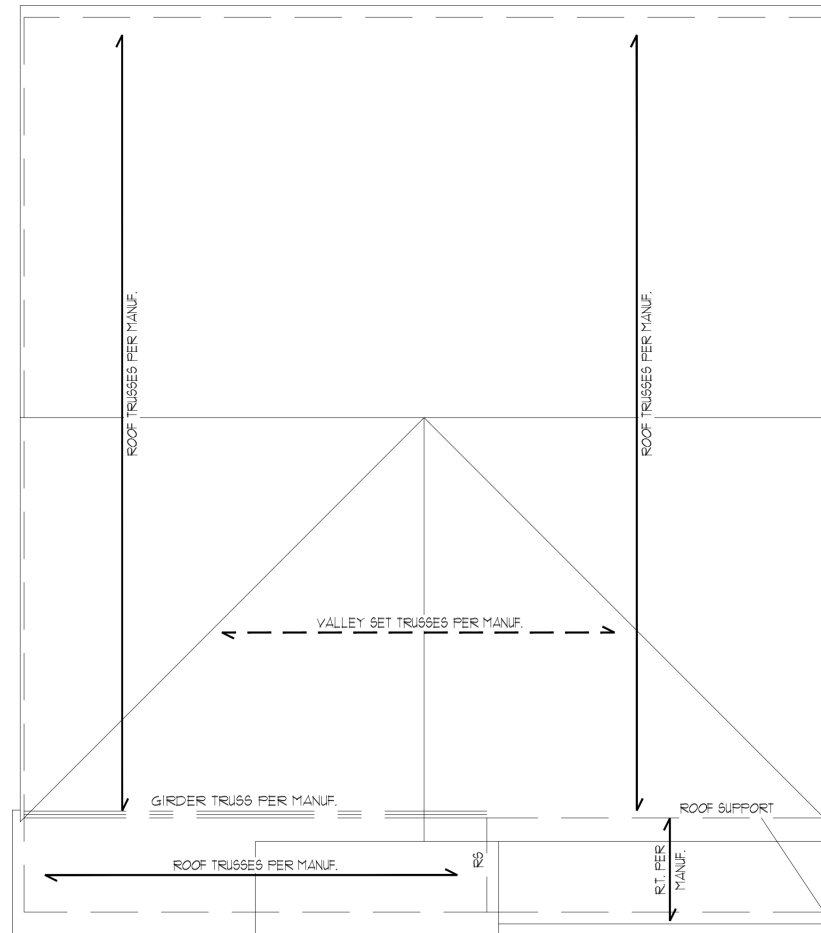 ROOF TRUSSES PER MANUF.
ROOF TRUSSES PER MANUF.
VALLEY SET TRUSSES PER MANUF.
GIRDER TRUSS PER MANUF.
ROOF SUPPORT
ROOF TRUSSES PER MANUF.
RS
R.T. PER
MANUF.